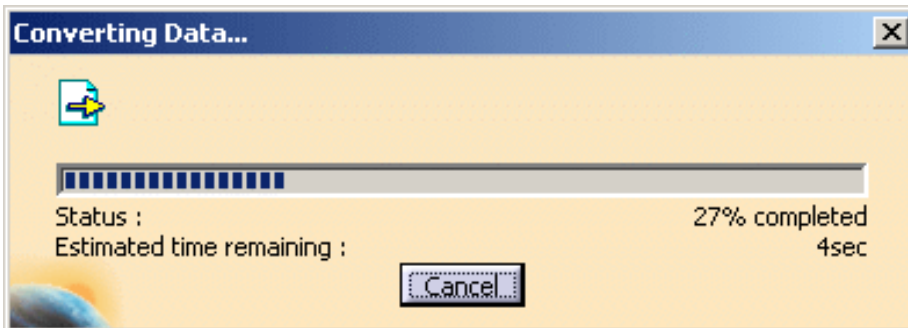 Converting Data...
Status : 27% completed
Estimated time remaining : 4sec
Cancel